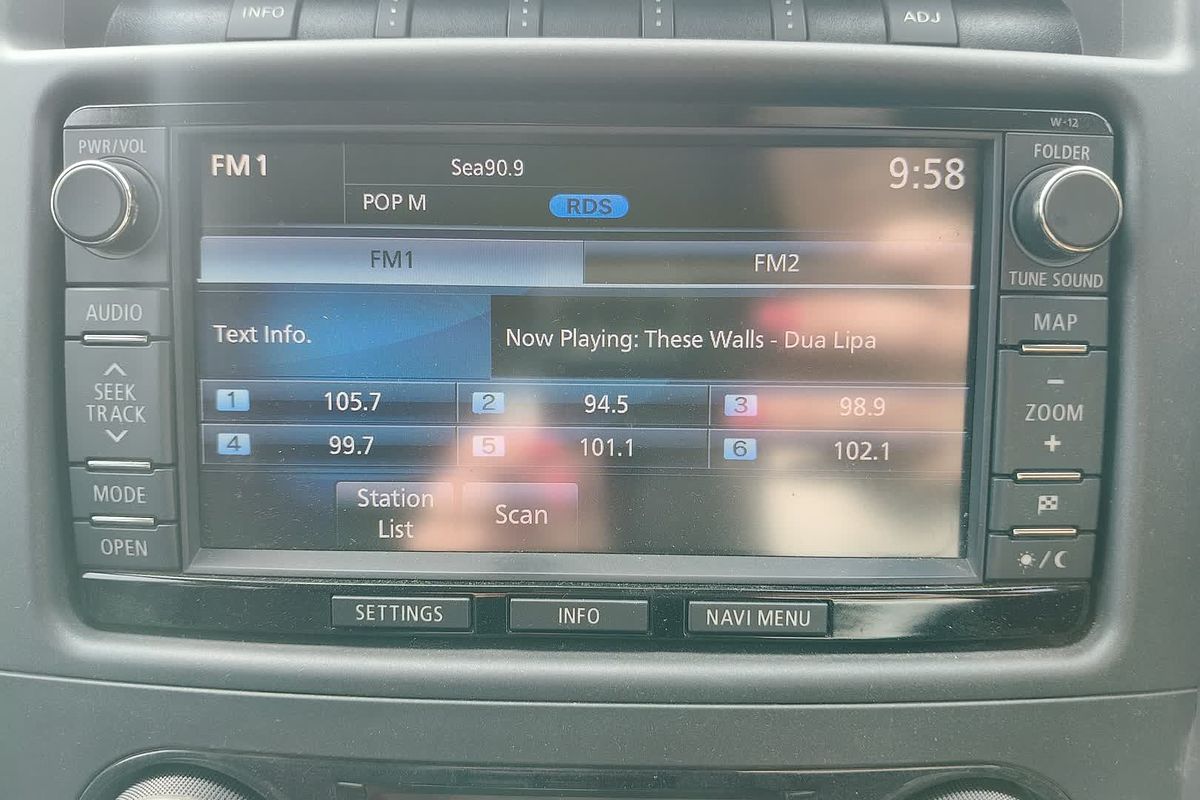 INFO
ADJ
W-12
PWR/VOL
FM1
Sea90.9
9:58
FOLDER
POP M
RDS
FM1
FM2
TUNE SOUND
AUDIO
Text Info.
Now Playing: These Walls - Dua Lipa
MAP
SEEK
TRACK
1 105.7
2 94.5
3 98.9
-
ZOOM
+
4 99.7
5 101.1
6 102.1
MODE
Station
List
Scan
OPEN
SETTINGS
INFO
NAVI MENU